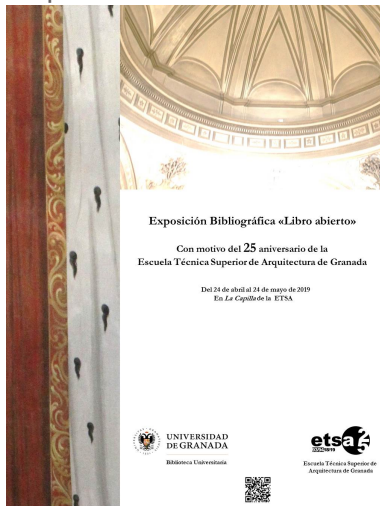 Exposición Bibliográfica «Libro abierto»
Con motivo del 25 aniversario de la
Escuela Técnica Superior de Arquitectura de Granada
Del 24 de abril al 24 de mayo de 2019
En La Capilla de la ETSA
UNIVERSIDAD
DE GRANADA
Biblioteca Universitaria
etsa
Escuela Técnica Superior de
Arquitectura de Granada